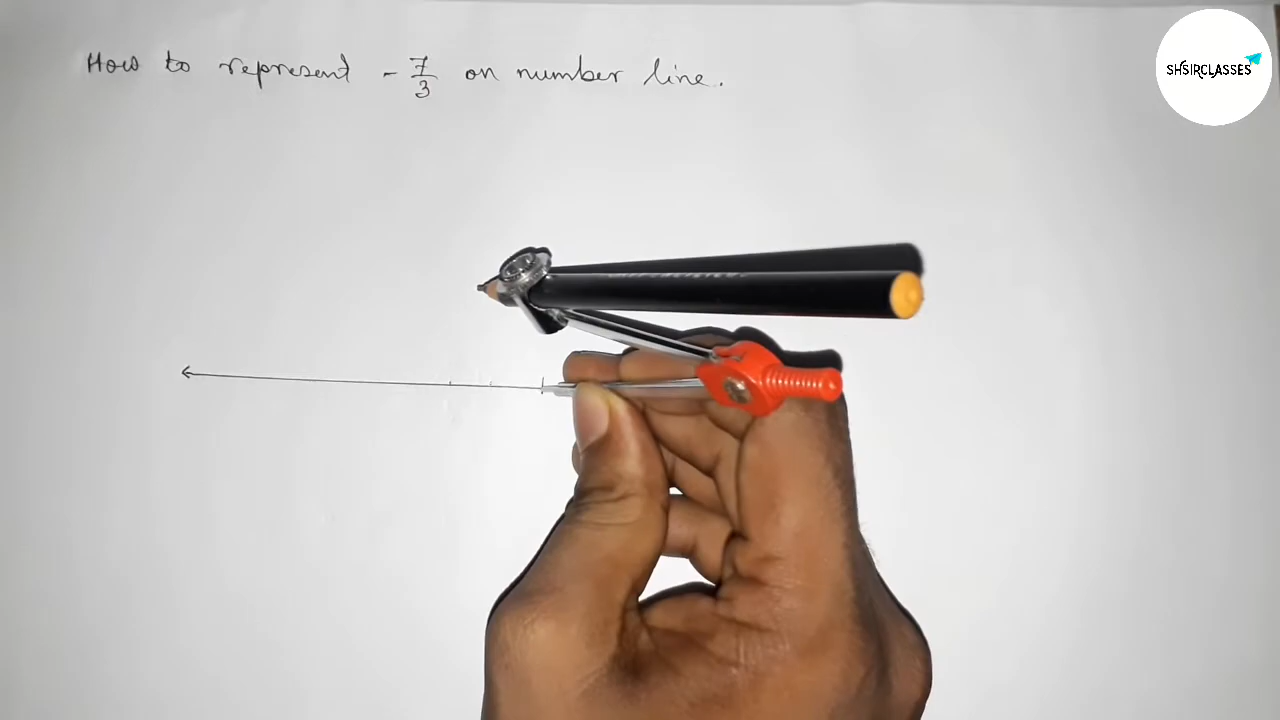 How to represent - 7/3 on number line.
SHSIRCLASSES